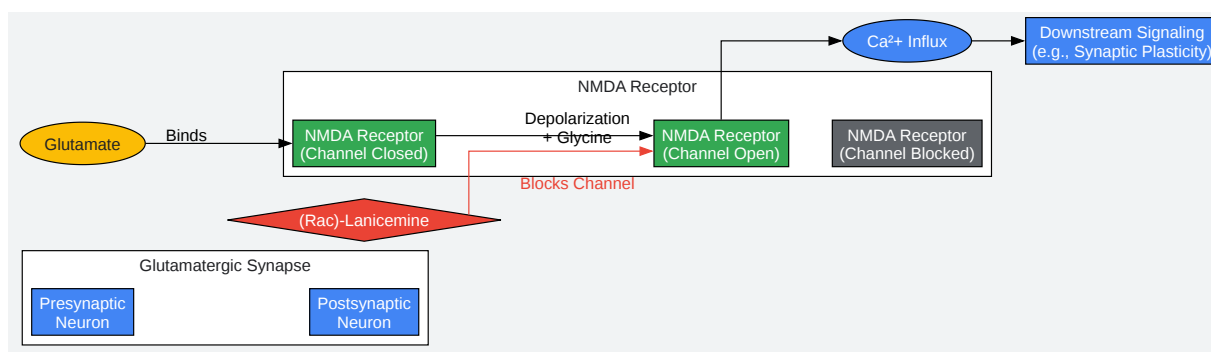 Ca²+ Influx
Downstream Signaling
(e.g., Synaptic Plasticity)
NMDA Receptor
Glutamate
Binds
NMDA Receptor
(Channel Closed)
Depolarization
+ Glycine
NMDA Receptor
(Channel Open)
NMDA Receptor
(Channel Blocked)
Blocks Channel
(Rac)-Lanicemine
Glutamatergic Synapse
Presynaptic
Neuron
Postsynaptic
Neuron